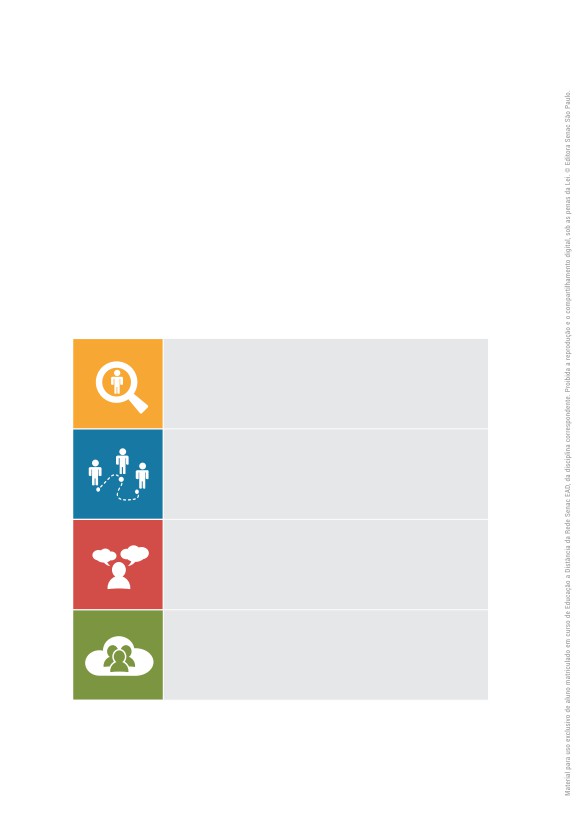 Material para uso exclusivo de aluno matriculado em curso de Educação a Distância da Rede Senac EAD, da disciplina correspondente. Proibida a reprodução e o compartilhamento digital, sob as penas da Lei. © Editora Senac São Paulo.